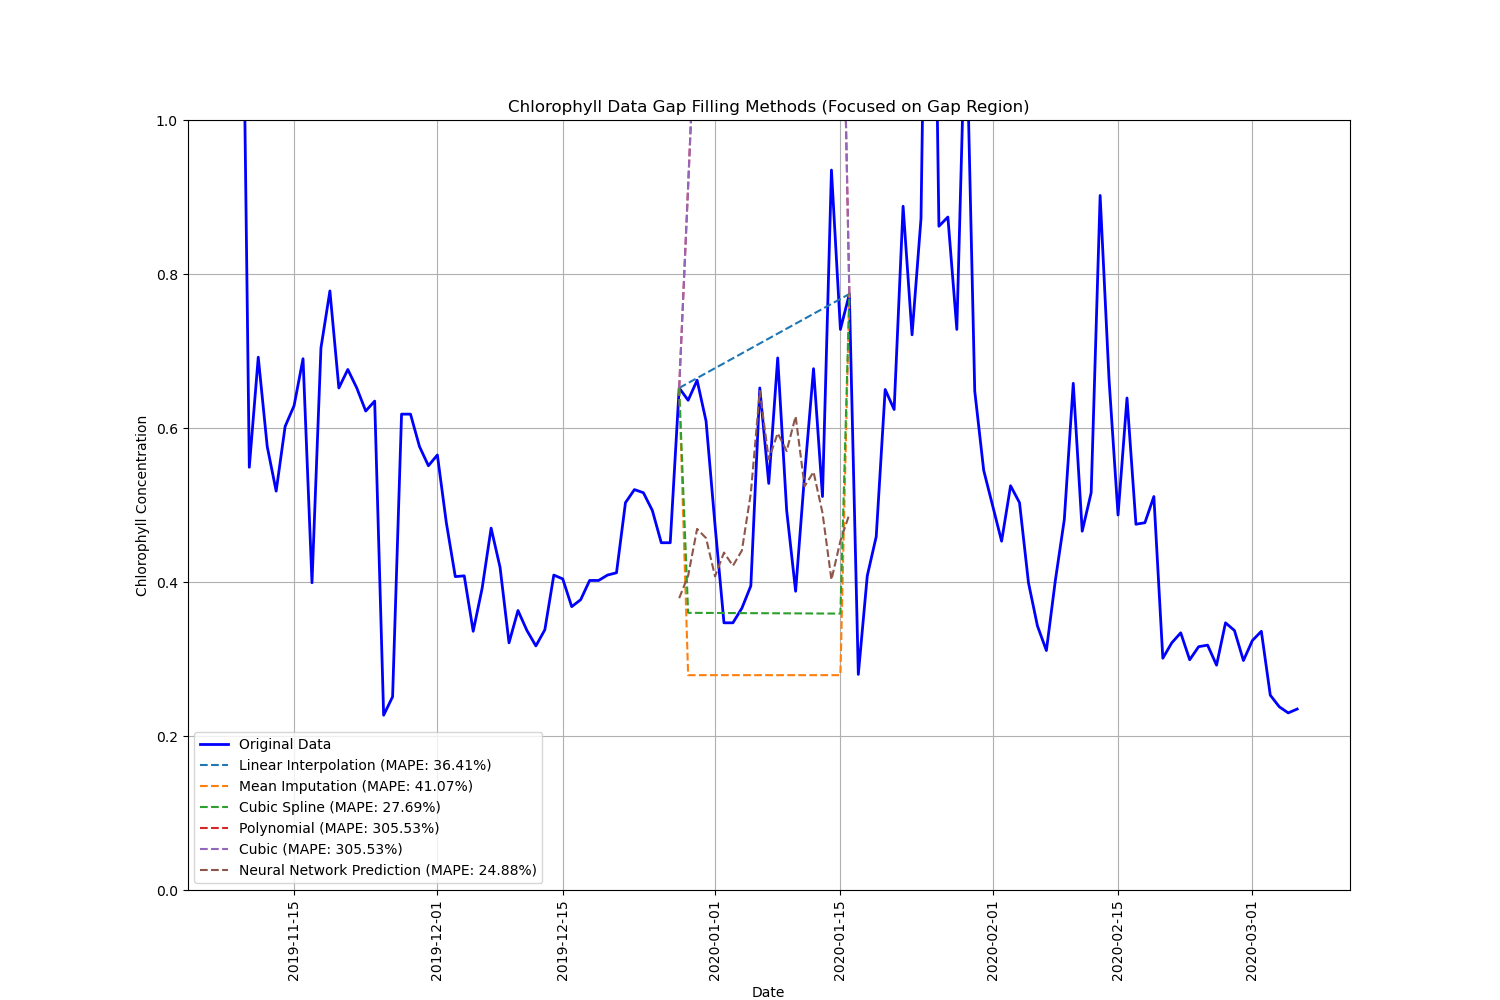 Chlorophyll Data Gap Filling Methods (Focused on Gap Region)
1.0
0.8
0.6
0.4
0.2
0.0
Chlorophyll Concentration
Original Data
Linear Interpolation (MAPE: 36.41%)
Mean Imputation (MAPE: 41.07%)
Cubic Spline (MAPE: 27.69%)
Polynomial (MAPE: 305.53%)
Cubic (MAPE: 305.53%)
Neural Network Prediction (MAPE: 24.88%)
2019-11-15
2019-12-01
2019-12-15
2020-01-01
2020-01-15
2020-02-01
2020-02-15
2020-03-01
Date